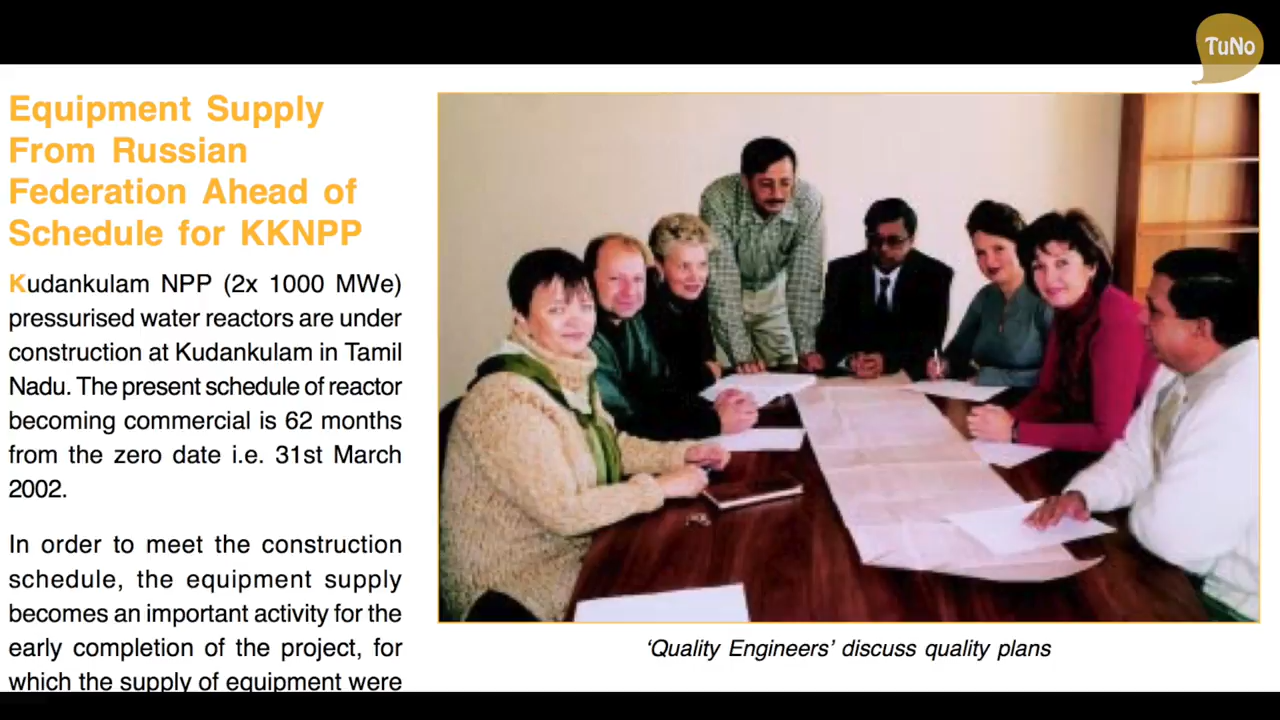 TuNo
Equipment Supply
From Russian
Federation Ahead of
Schedule for KKNPP
Kudankulam NPP (2x 1000 MWe)
pressurised water reactors are under
construction at Kudankulam in Tamil
Nadu. The present schedule of reactor
becoming commercial is 62 months
from the zero date i.e. 31st March
2002.
In order to meet the construction
schedule, the equipment supply
becomes an important activity for the
early completion of the project, for
which the supply of equipment were
'Quality Engineers' discuss quality plans